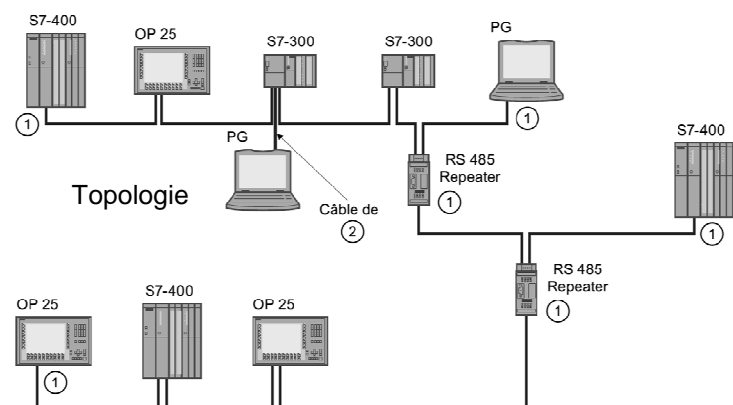 S7-400
OP 25
S7-300
S7-300
PG
1
PG
1
S7-400
RS 485
Repeater
1
Topologie
Câble de
2
1
RS 485
Repeater
1
OP 25
S7-400
OP 25
1